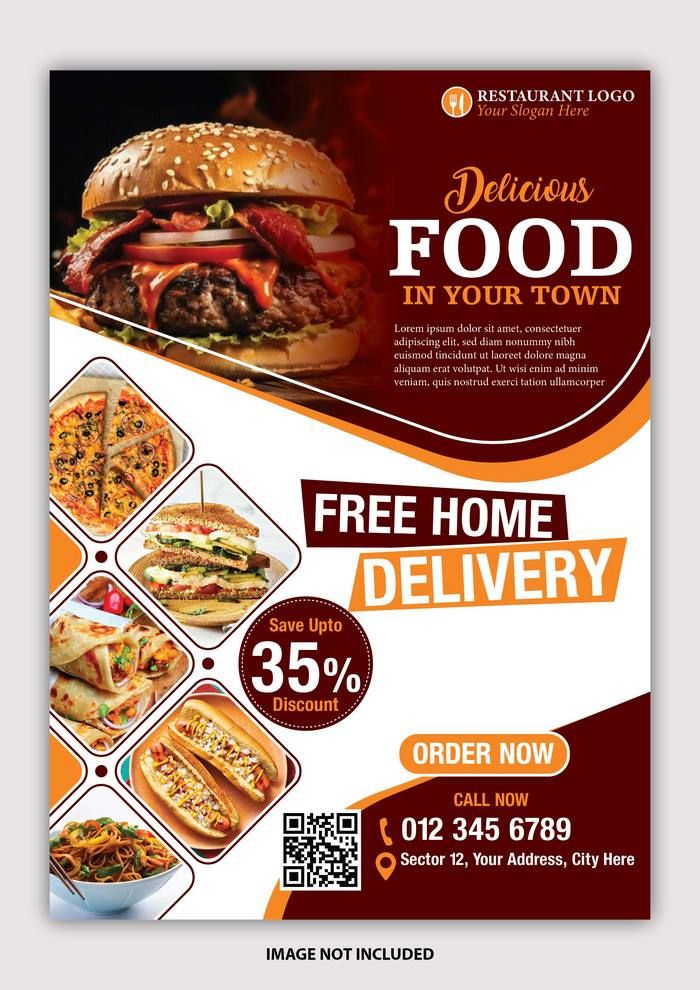 RESTAURANT LOGO
Your Slogan Here
Delicious
FOOD
IN YOUR TOWN
Lorem ipsum dolor sit amet, consectetuer
adipiscing elit, sed diam nonummy nibh
euismod tincidunt ut laoreet dolore magna
aliquam erat volutpat. Ut wisi enim ad minim
veniam, quis nostrud exerci tation ullamcorper
FREE HOME
DELIVERY
Save Upto
35%
Discount
ORDER NOW
CALL NOW
012 345 6789
Sector 12, Your Address, City Here
IMAGE NOT INCLUDED